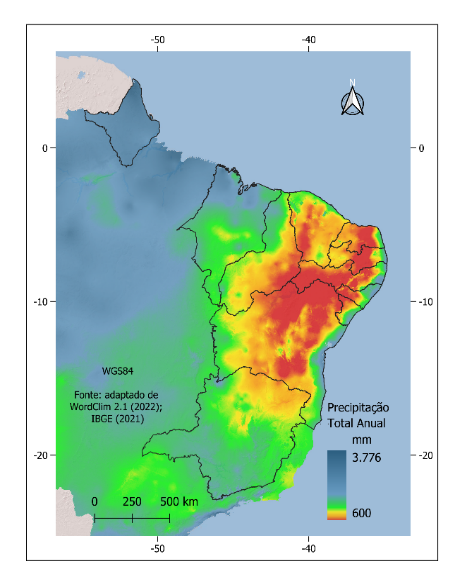 -50
-40
N
0
0
-10
-10
WGS84
Fonte: adaptado de
WordClim 2.1 (2022);
IBGE (2021)
Precipitação
Total Anual
mm
3.776
600
-20
-20
0 250 500 km
-50
-40